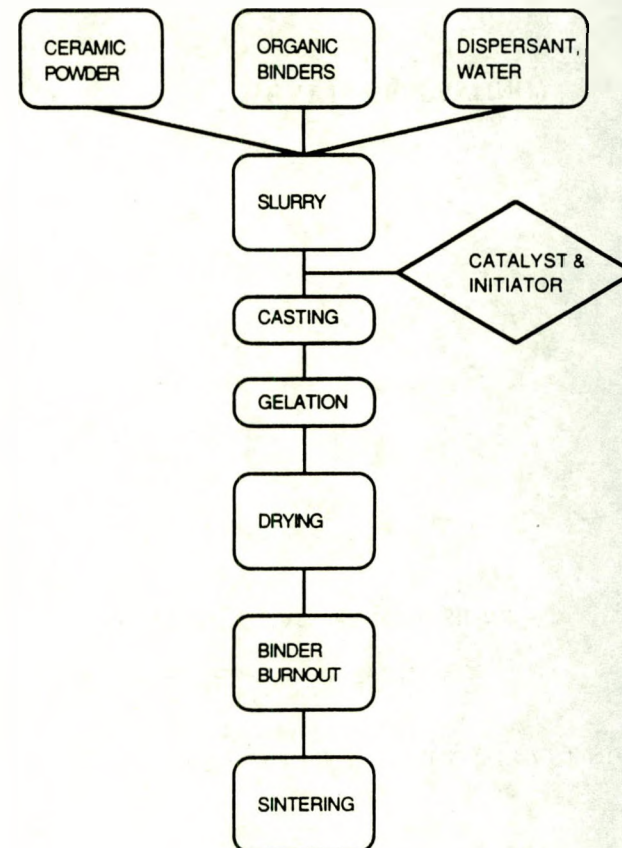 CERAMIC
POWDER
ORGANIC
BINDERS
DISPERSANT,
WATER
SLURRY
CATALYST &
INITIATOR
CASTING
GELATION
DRYING
BINDER
BURNOUT
SINTERING